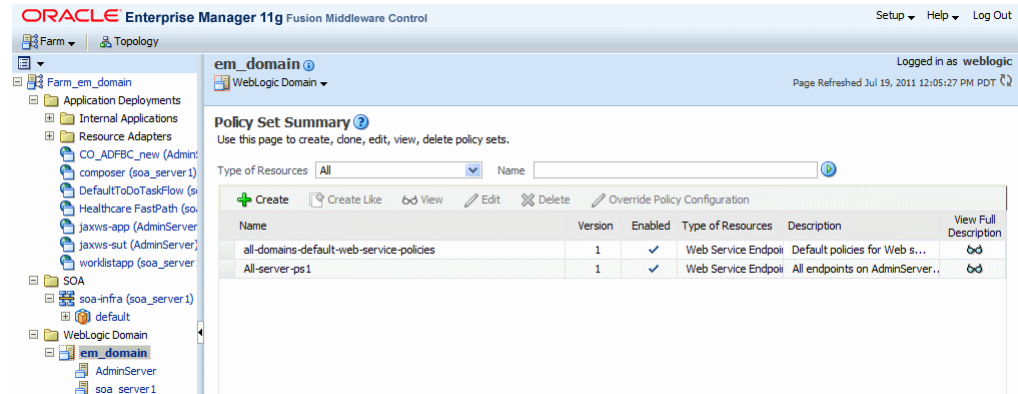 ORACLE Enterprise Manager 11g Fusion Middleware Control
Setup Help Log Out
Farm Topology
Farm_em_domain
Application Deployments
Internal Applications
Resource Adapters
CO_ADFBC_new (AdminS
composer (soa_server1)
DefaultToDoTaskFlow (s
Healthcare FastPath (so
jaxws-app (AdminServer
jaxws-sut (AdminServer)
worklistapp (soa_server
SOA
soa-infra (soa_server1)
default
WebLogic Domain
em_domain
AdminServer
soa_server1
em_domain
Logged in as weblogic
WebLogic Domain
Page Refreshed Jul 19, 2011 12:05:27 PM PDT
Policy Set Summary
Use this page to create, clone, edit, view, delete policy sets.
Type of Resources All Name
Create Create Like View Edit Delete Override Policy Configuration
Name Version Enabled Type of Resources Description View Full Description
all-domains-default-web-service-policies 1 Web Service Endpoi Default policies for Web s...
All-server-ps1 1 Web Service Endpoi All endpoints on AdminServer..